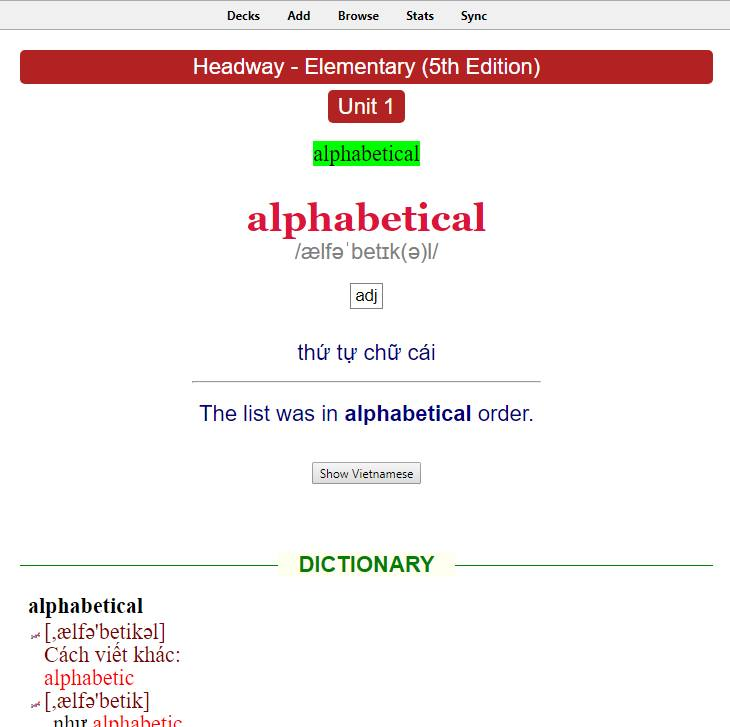 Decks Add Browse Stats Sync
Headway - Elementary (5th Edition)
Unit 1
alphabetical
alphabetical
/ælfəˈbetɪk(ə)l/
adj
thứ tự chữ cái
The list was in alphabetical order.
Show Vietnamese
DICTIONARY
alphabetical
[,ælfə'betikəl]
Cách viết khác:
alphabetic
[,ælfə'betik]
như alphabetic